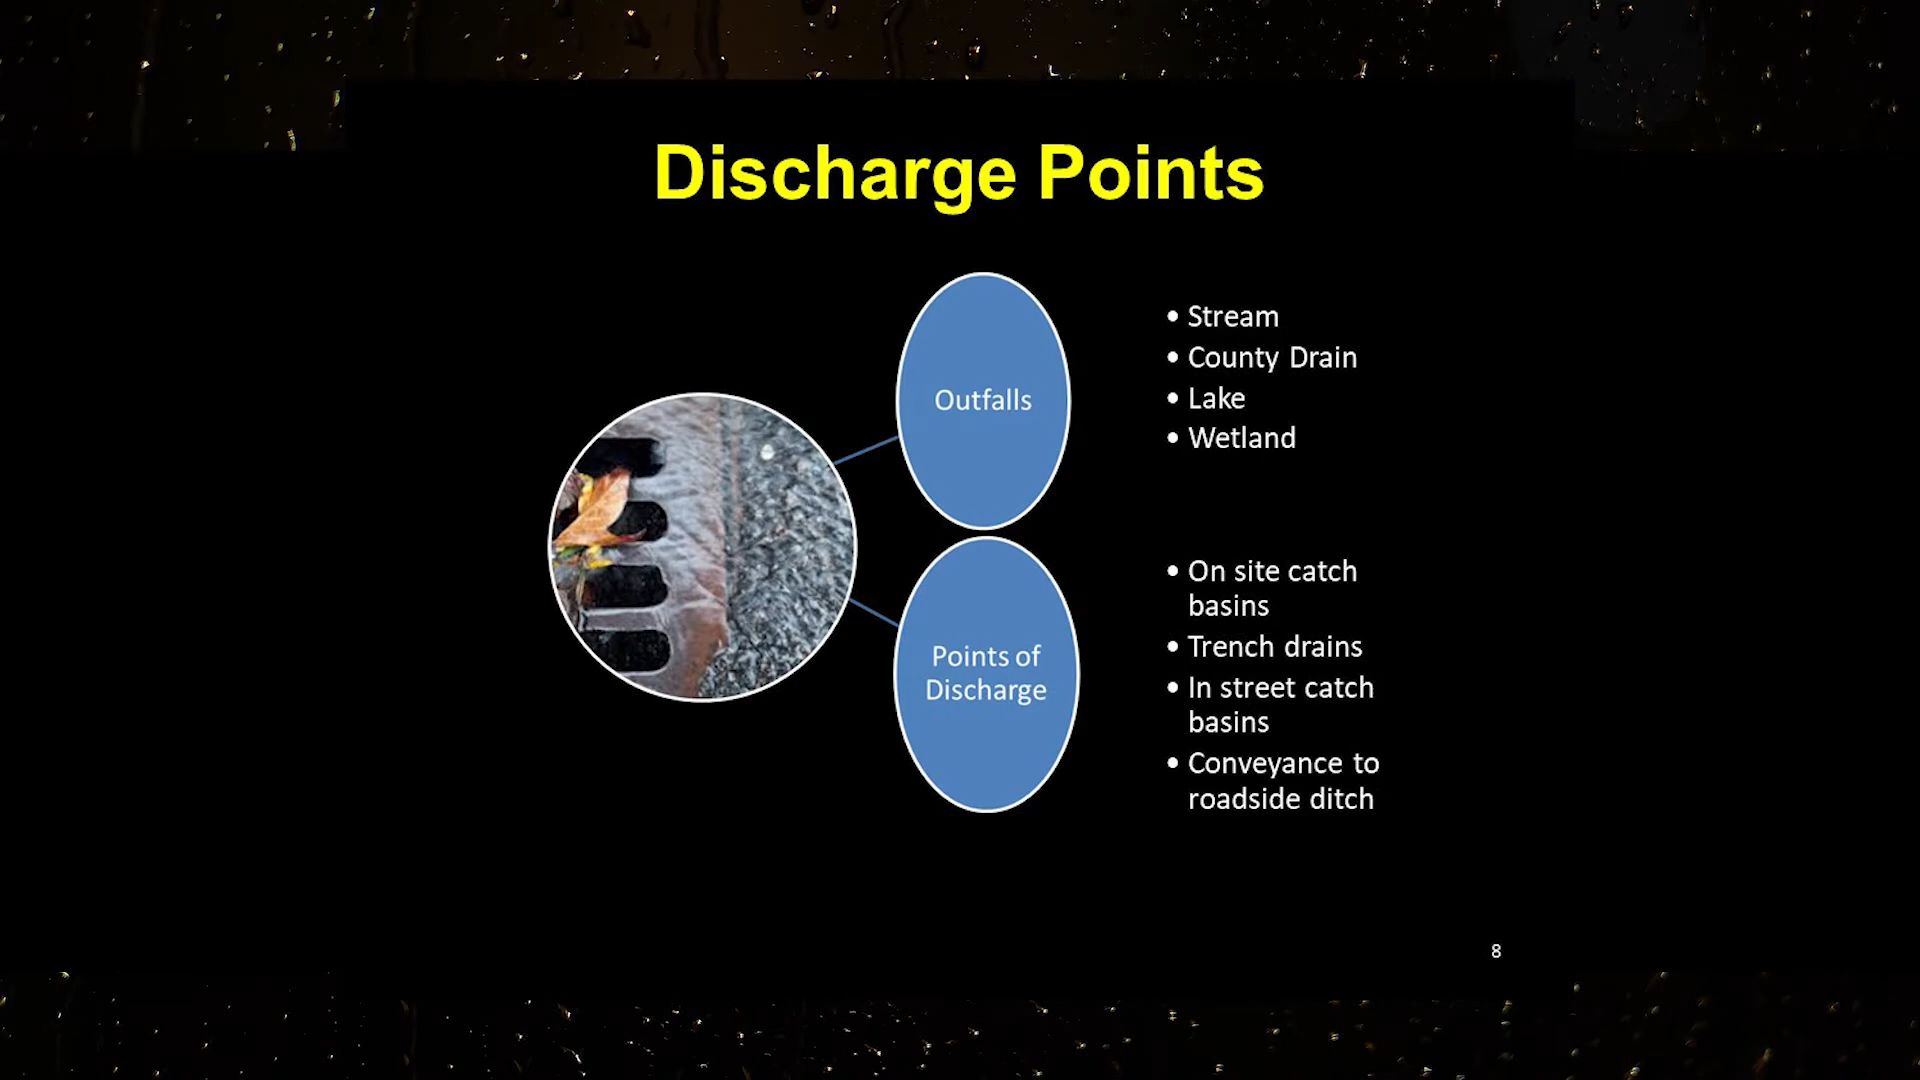 Discharge Points
Outfalls
• Stream
• County Drain
• Lake
• Wetland
Points of
Discharge
• On site catch
basins
• Trench drains
• In street catch
basins
• Conveyance to
roadside ditch
8